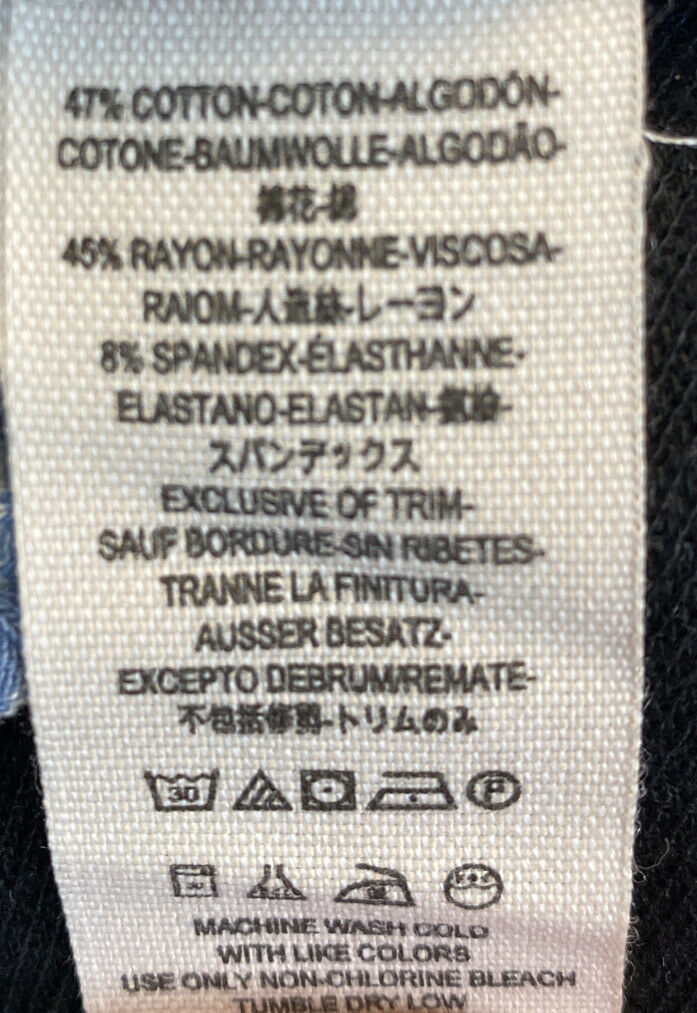 47% COTTON-COTON-ALGODÓN-
COTONE-BAUMWOLLE-ALGODÃO-
棉花-綿
45% RAYON-RAYONNE-VISCOSA-
RAIOM-人造絲-レーヨン
8% SPANDEX-ÉLASTHANNE-
ELASTANO-ELASTAN-氨綸-
スパンデックス
EXCLUSIVE OF TRIM-
SAUF BORDURE-SIN RIBETES-
TRANNE LA FINITURA-
AUSSER BESATZ-
EXCEPTO DEBRUM/REMATE-
不包括修剪-トリムのみ
30 P
MACHINE WASH COLD
WITH LIKE COLORS
USE ONLY NON-CHLORINE BLEACH
TUMBLE DRY LOW